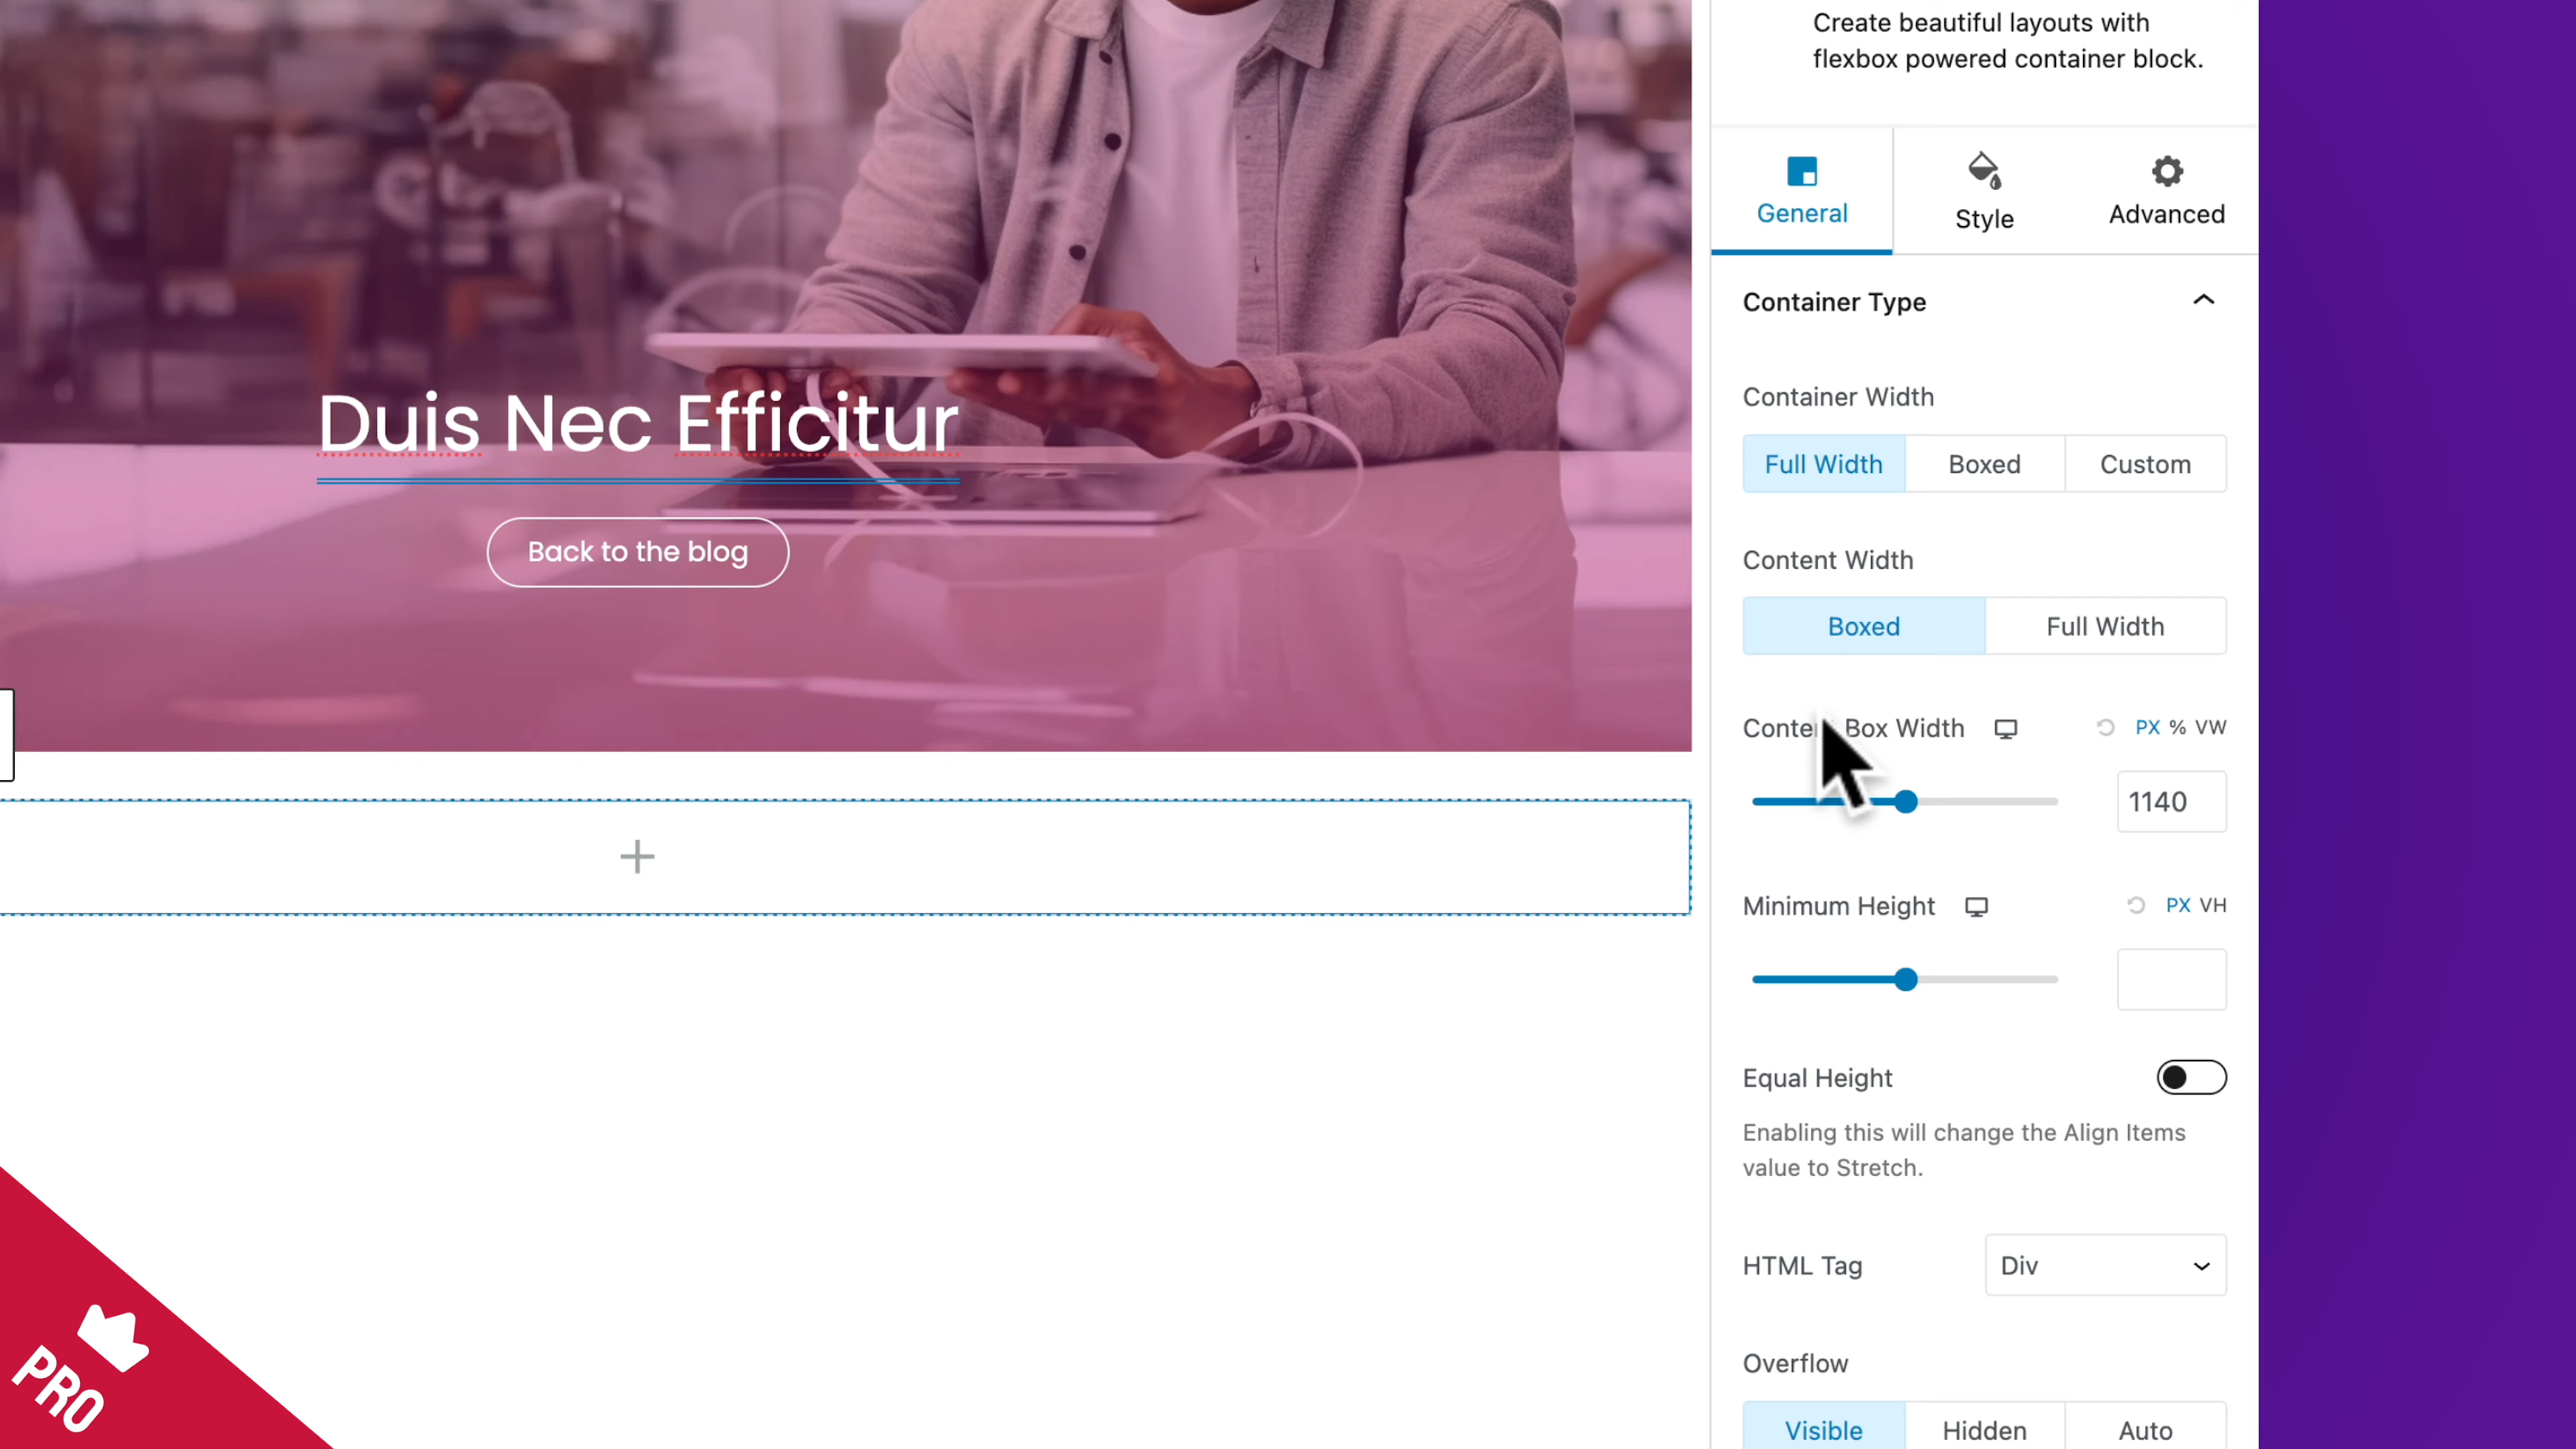 Create beautiful layouts with
flexbox powered container block.
General
Style
Advanced
Container Type
Container Width
Full Width
Boxed
Custom
Duis Nec Efficitur
Back to the blog
Content Width
Boxed
Full Width
Box Width
PX % VW
1140
Minimum Height
PX VH
Equal Height
Enabling this will change the Align Items
value to Stretch.
HTML Tag
Div
Overflow
Visible
Hidden
Auto
PRO